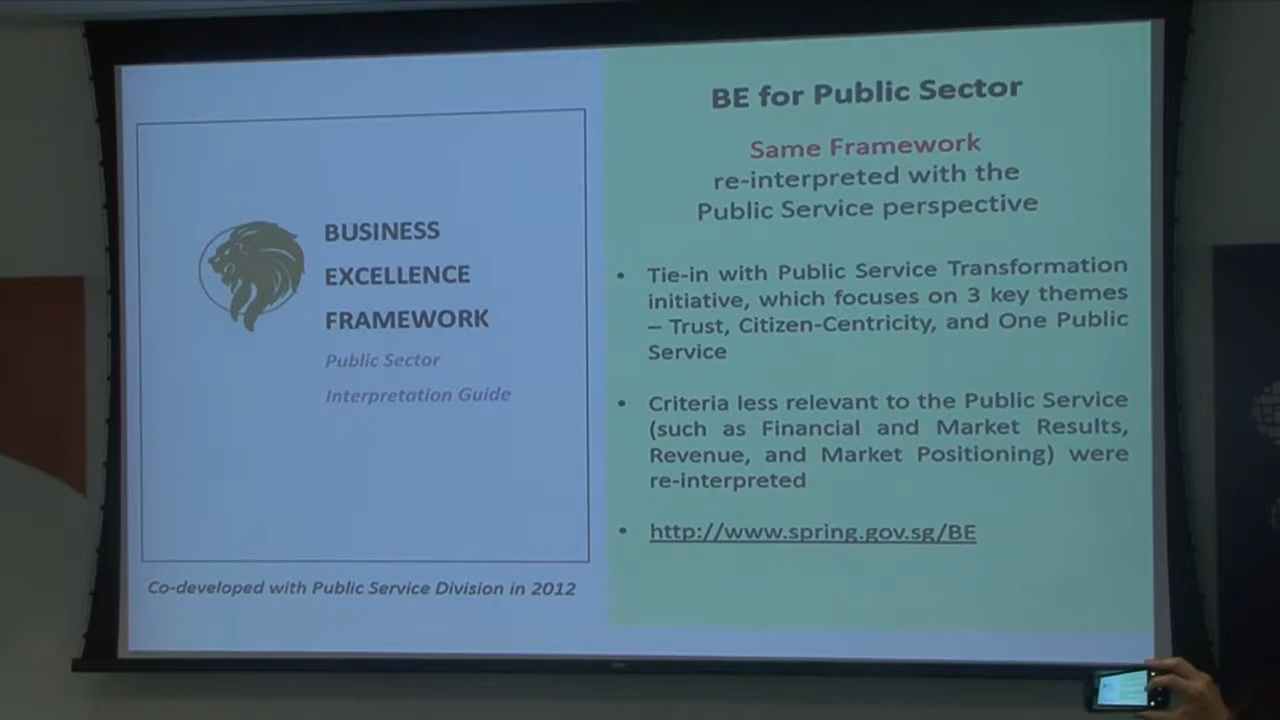 BUSINESS
EXCELLENCE
FRAMEWORK
Public Sector
Interpretation Guide
Co-developed with Public Service Division in 2012
BE for Public Sector
Same Framework
re-interpreted with the
Public Service perspective
• Tie-in with Public Service Transformation
initiative, which focuses on 3 key themes
– Trust, Citizen-Centricity, and One Public
Service
• Criteria less relevant to the Public Service
(such as Financial and Market Results,
Revenue, and Market Positioning) were
re-interpreted
• http://www.spring.gov.sg/BE